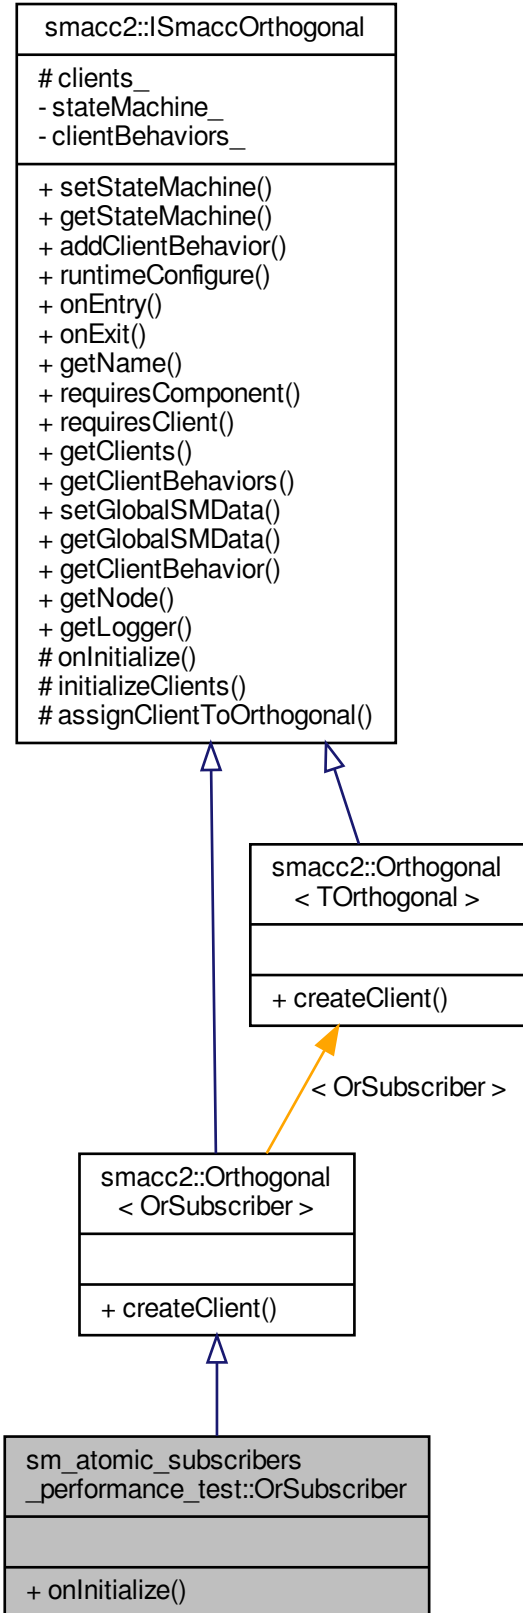 smacc2::ISmaccOrthogonal
# clients_
- stateMachine_
- clientBehaviors_
+ setStateMachine()
+ getStateMachine()
+ addClientBehavior()
+ runtimeConfigure()
+ onEntry()
+ onExit()
+ getName()
+ requiresComponent()
+ requiresClient()
+ getClients()
+ getClientBehaviors()
+ setGlobalSMData()
+ getGlobalSMData()
+ getClientBehavior()
+ getNode()
+ getLogger()
# onInitialize()
# initializeClients()
# assignClientToOrthogonal()
smacc2::Orthogonal
< TOrthogonal >
+ createClient()
< OrSubscriber >
smacc2::Orthogonal
< OrSubscriber >
+ createClient()
sm_atomic_subscribers
_performance_test::OrSubscriber
+ onInitialize()